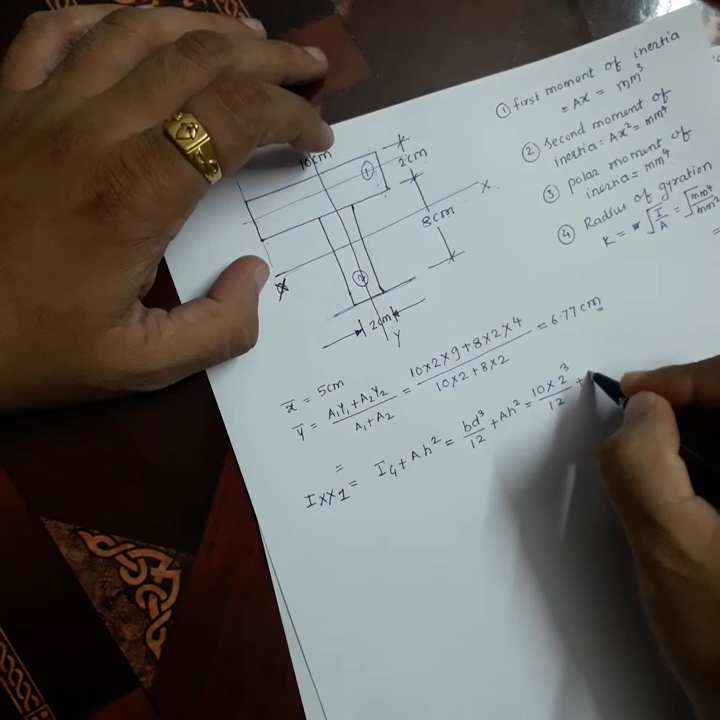 ① first moment of inertia
= AX = mm³
② second moment of
inertia = AX² = mm⁴
③ polar moment of
inertia = mm⁴
④ Radius of gyration
K = √I/A = √mm⁴/mm²
=
10cm
①
2cm
X
8cm
②
X
2cm
Y
x̅ = 5cm
y̅ = A₁Y₁ + A₂Y₂ / A₁ + A₂ = 10×2×9 + 8×2×4 / 10×2 + 8×2 = 6.77 cm
=
Ixx1 = IG + Ah² = bd³/12 + Ah² = 10×2³/12 +